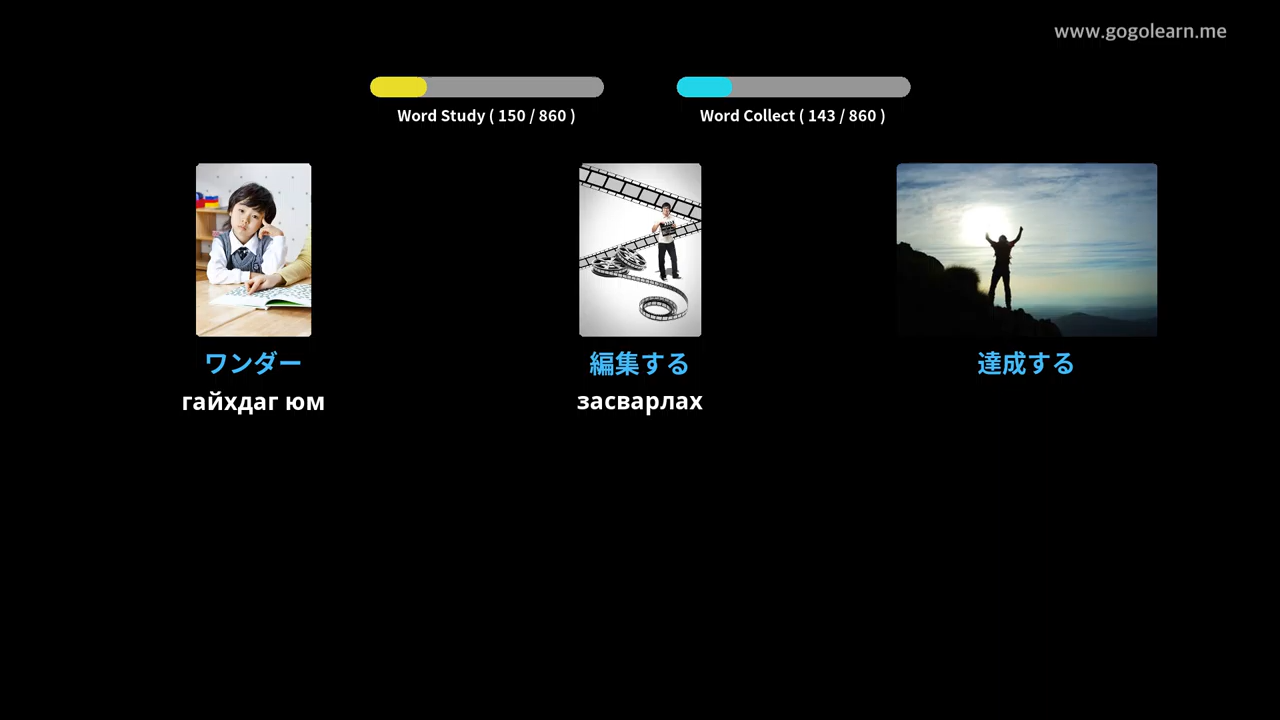 www.gogolearn.me
Word Study ( 150 / 860 )
Word Collect ( 143 / 860 )
ワンダー
編集する
達成する
гайхдаг юм
засварлах